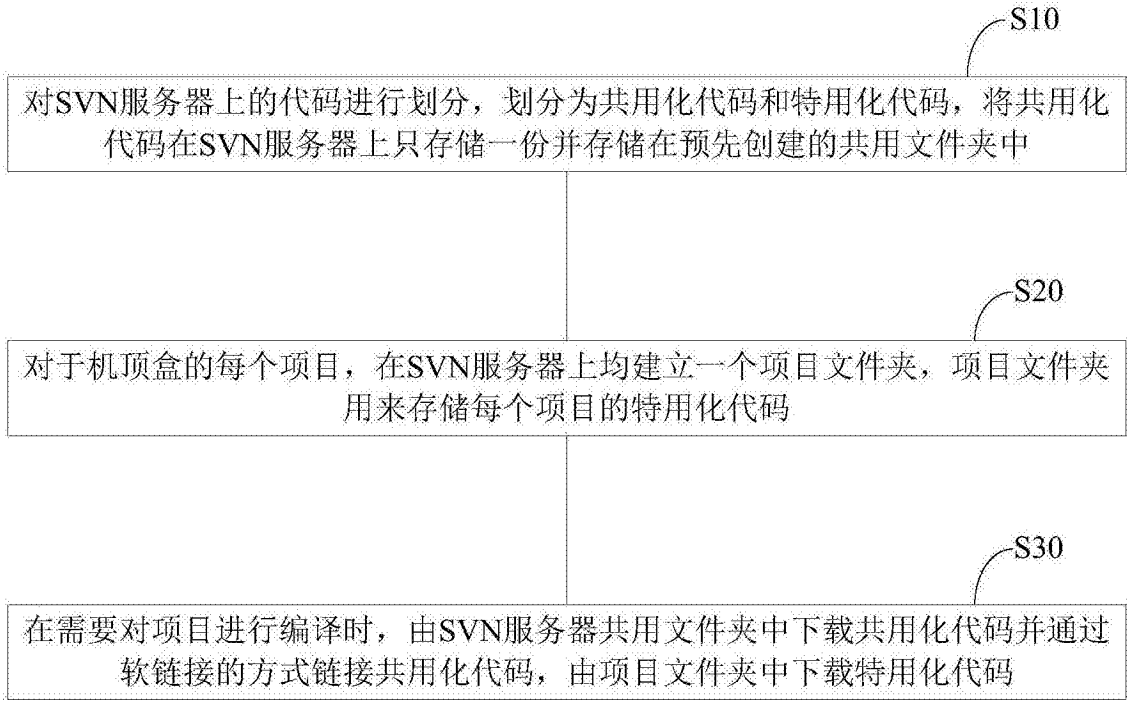 S10
对SVN服务器上的代码进行划分，划分为共用化代码和特用化代码，将共用化
代码在SVN服务器上只存储一份并存储在预先创建的共用文件夹中
S20
对于机顶盒的每个项目，在SVN服务器上均建立一个项目文件夹，项目文件夹
用来存储每个项目的特用化代码
S30
在需要对项目进行编译时，由SVN服务器共用文件夹中下载共用化代码并通过
软链接的方式链接共用化代码，由项目文件夹中下载特用化代码